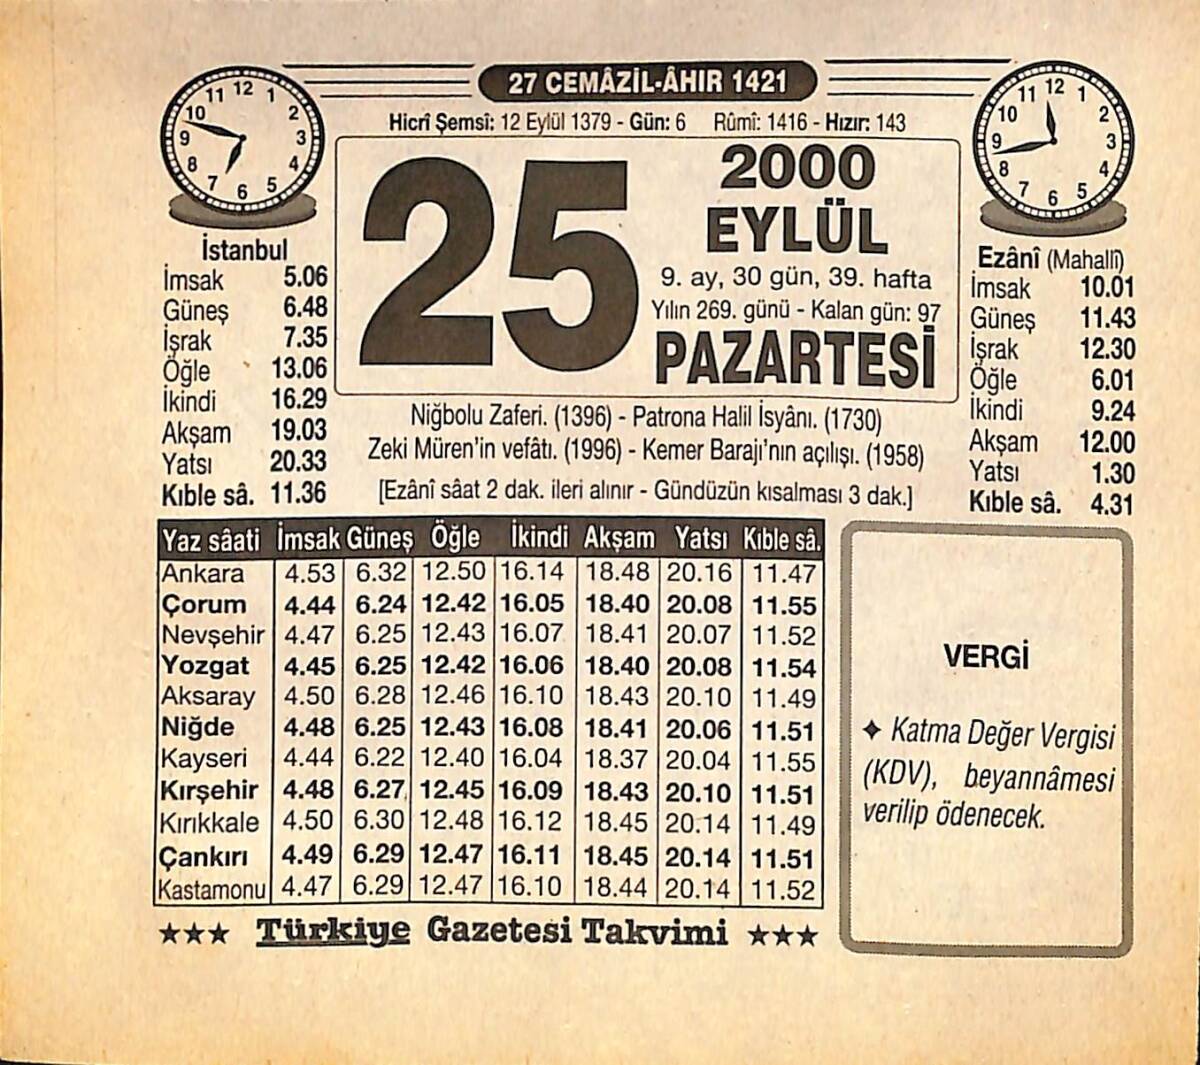 27 CEMÂZİL-ÂHIR 1421
Hicrî Şemsî: 12 Eylül 1379 - Gün: 6 Rûmî: 1416 - Hızır: 143
12 1 2 3 4 5 6 7 8 9 10 11
12 1 2 3 4 5 6 7 8 9 10 11
25
2000
EYLÜL
9. ay, 30 gün, 39. hafta
Yılın 269. günü - Kalan gün: 97
PAZARTESİ
İstanbul
İmsak 5.06
Güneş 6.48
İşrak 7.35
Öğle 13.06
İkindi 16.29
Akşam 19.03
Yatsı 20.33
Kıble sâ. 11.36
Ezânî (Mahallî)
İmsak 10.01
Güneş 11.43
İşrak 12.30
Öğle 6.01
İkindi 9.24
Akşam 12.00
Yatsı 1.30
Kıble sâ. 4.31
Niğbolu Zaferi. (1396) - Patrona Halil İsyânı. (1730)
Zeki Müren'in vefâtı. (1996) - Kemer Barajı'nın açılışı. (1958)
[Ezânî sâat 2 dak. ileri alınır - Gündüzün kısalması 3 dak.]
Yaz sâati İmsak Güneş Öğle İkindi Akşam Yatsı Kıble sâ.
Ankara 4.53 6.32 12.50 16.14 18.48 20.16 11.47
Çorum 4.44 6.24 12.42 16.05 18.40 20.08 11.55
Nevşehir 4.47 6.25 12.43 16.07 18.41 20.07 11.52
Yozgat 4.45 6.25 12.42 16.06 18.40 20.08 11.54
Aksaray 4.50 6.28 12.46 16.10 18.43 20.10 11.49
Niğde 4.48 6.25 12.43 16.08 18.41 20.06 11.51
Kayseri 4.44 6.22 12.40 16.04 18.37 20.04 11.55
Kırşehir 4.48 6.27 12.45 16.09 18.43 20.10 11.51
Kırıkkale 4.50 6.30 12.48 16.12 18.45 20.14 11.49
Çankırı 4.49 6.29 12.47 16.11 18.45 20.14 11.51
Kastamonu 4.47 6.29 12.47 16.10 18.44 20.14 11.52
Türkiye Gazetesi Takvimi
VERGİ
Katma Değer Vergisi
(KDV), beyannâmesi
verilip ödenecek.